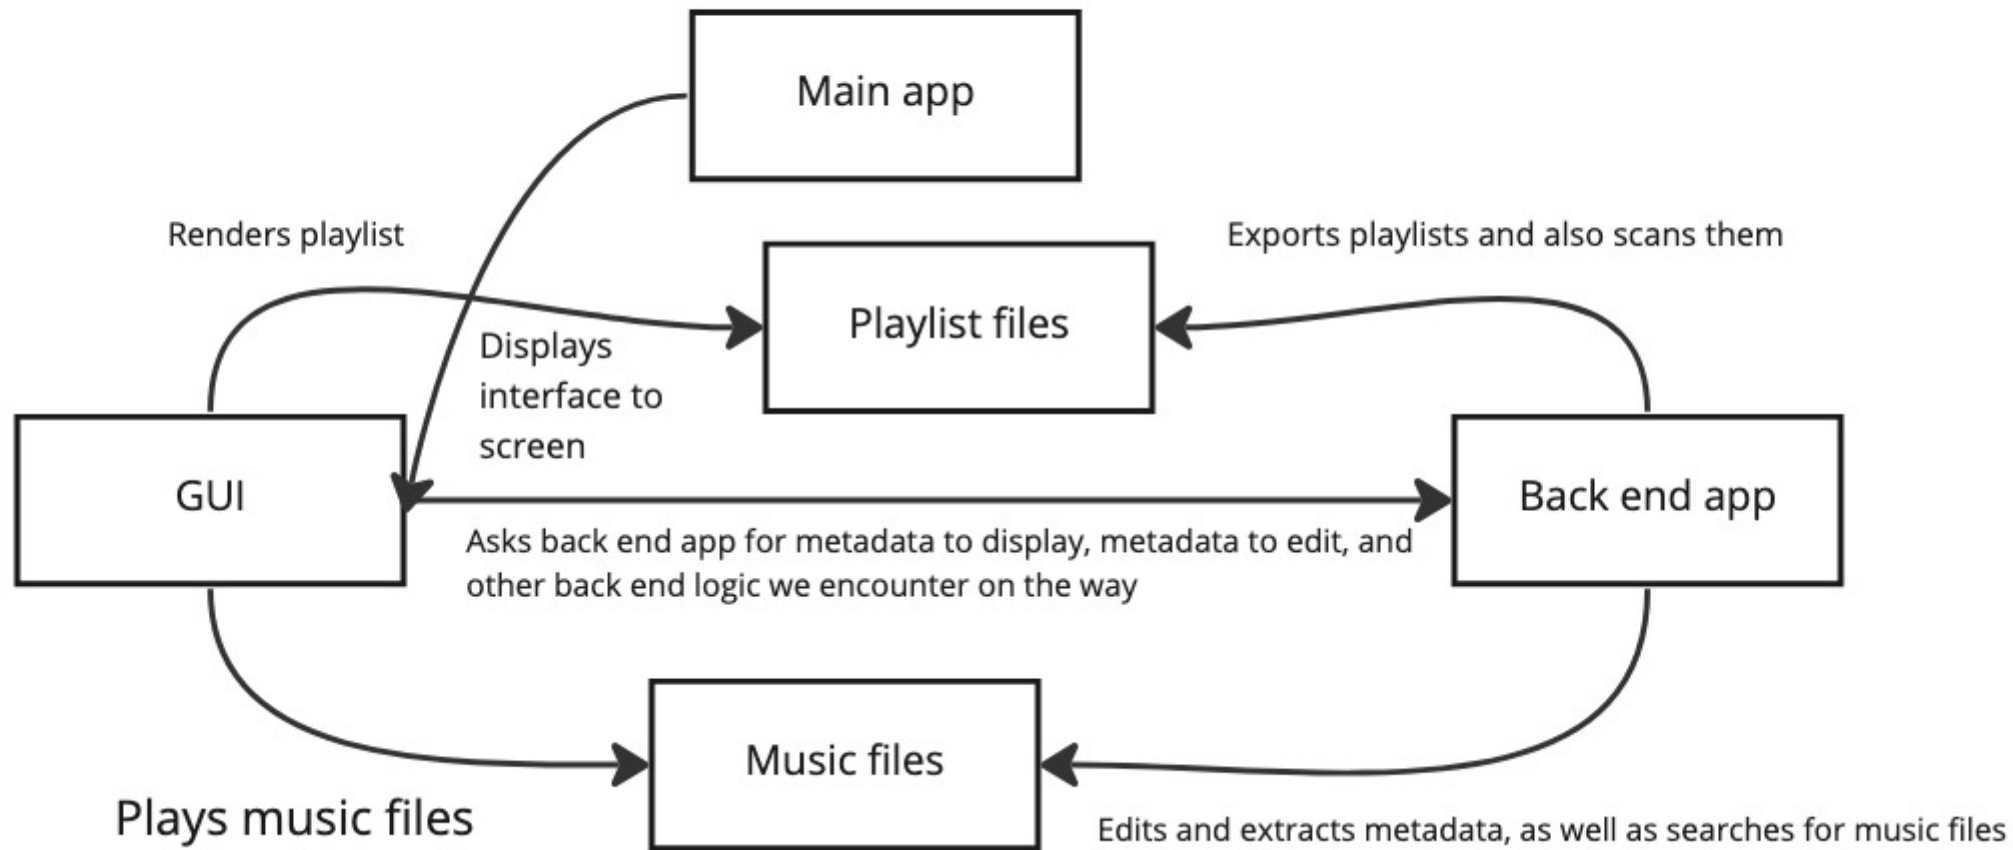 Main app
Renders playlist
Exports playlists and also scans them
Playlist files
Displays
interface to
screen
GUI
Back end app
Asks back end app for metadata to display, metadata to edit, and
other back end logic we encounter on the way
Music files
Plays music files
Edits and extracts metadata, as well as searches for music files